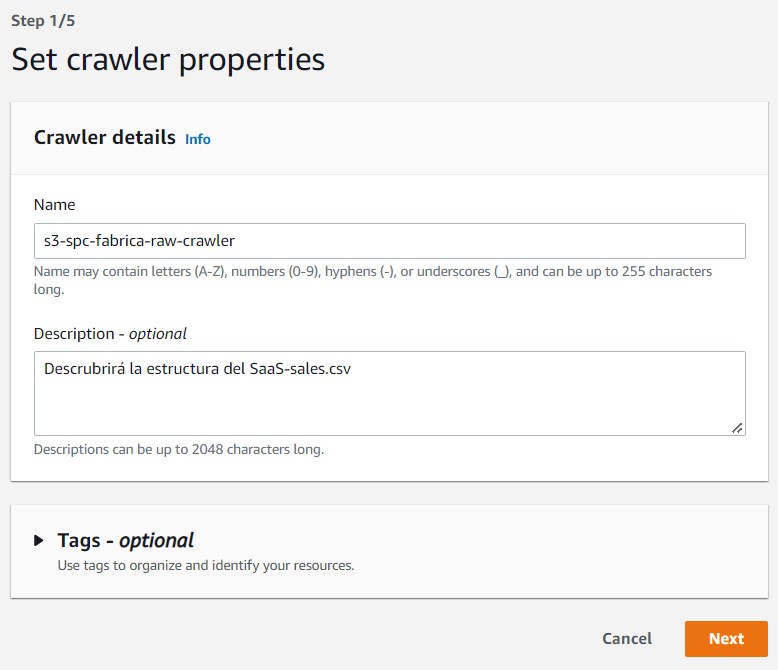 Step 1/5
Set crawler properties
Crawler details Info
Name
s3-spc-fabrica-raw-crawler
Name may contain letters (A-Z), numbers (0-9), hyphens (-), or underscores (_), and can be up to 255 characters
long.
Description - optional
Descrubrirá la estructura del SaaS-sales.csv
Descriptions can be up to 2048 characters long.
Tags - optional
Use tags to organize and identify your resources.
Cancel Next